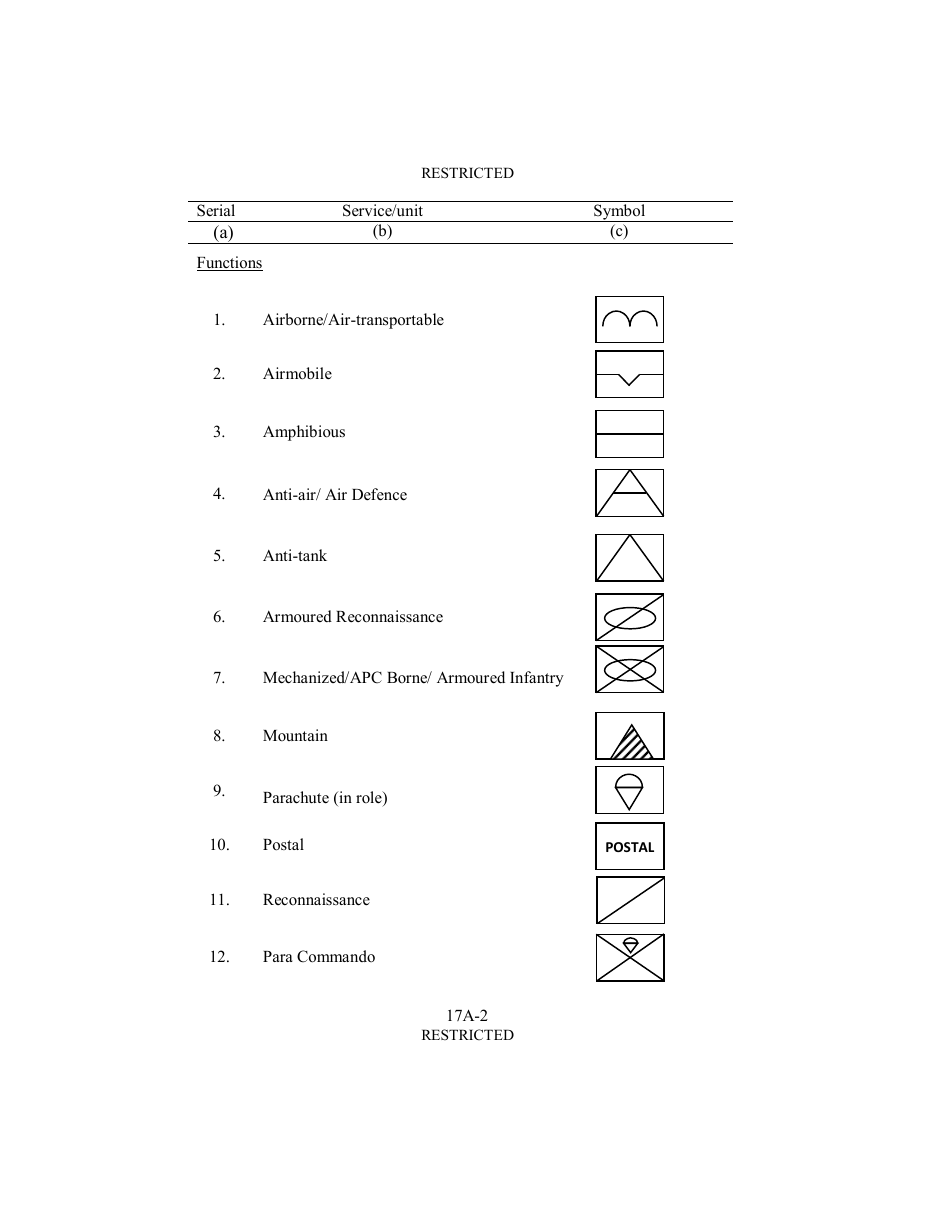 RESTRICTED
Serial Service/unit Symbol
(a) (b) (c)
Functions
1. Airborne/Air-transportable
2. Airmobile
3. Amphibious
4. Anti-air/ Air Defence
5. Anti-tank
6. Armoured Reconnaissance
7. Mechanized/APC Borne/ Armoured Infantry
8. Mountain
9. Parachute (in role)
10. Postal POSTAL
11. Reconnaissance
12. Para Commando
17A-2
RESTRICTED